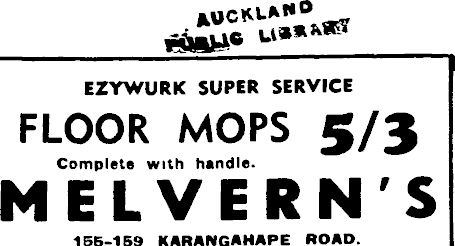 AUCKLAND
PUBLIC LIBRARY
EZYWURK SUPER SERVICE
FLOOR MOPS 5/3
Complete with handle.
MELVERN'S
155-159 KARANGAHAPE ROAD.